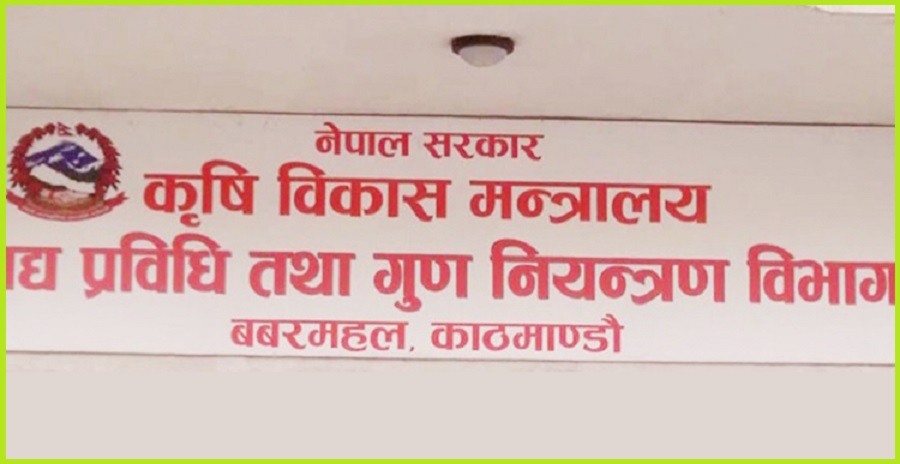 नेपाल सरकार
कृषि विकास मन्त्रालय
प्रविधि तथा गुण नियन्त्रण विभाग
बबरमहल, काठमाण्डौ